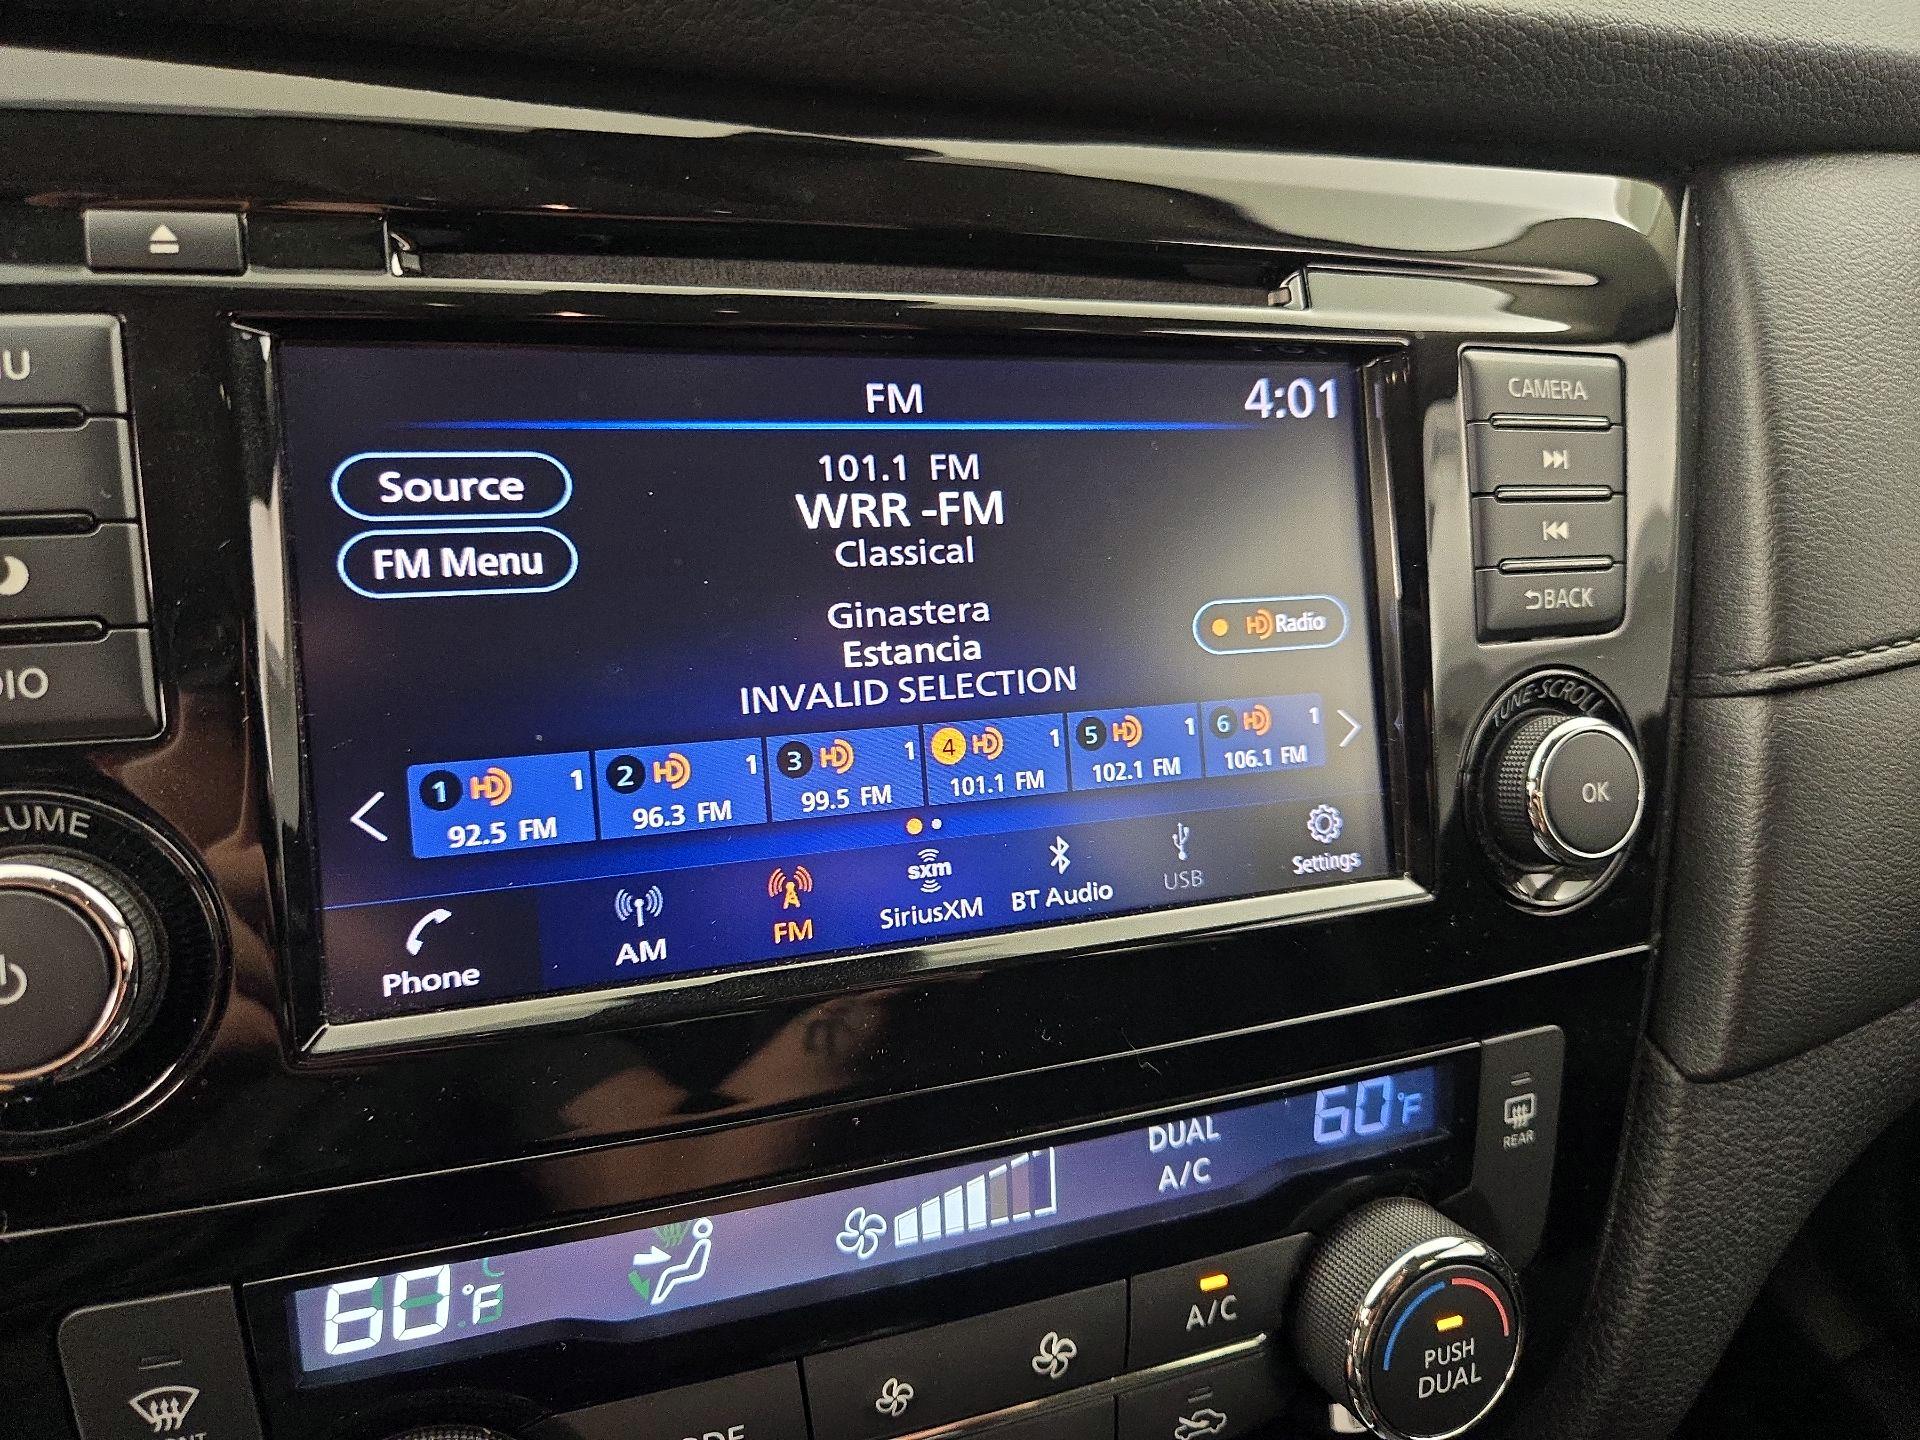 FM
4:01
Source
FM Menu
101.1 FM
WRR -FM
Classical
Ginastera
Estancia
INVALID SELECTION
HD Radio
1 HD 1
92.5 FM
2 HD 1
96.3 FM
3 HD 1
99.5 FM
4 HD 1
101.1 FM
5 HD 1
102.1 FM
6 HD 1
106.1 FM
Phone
AM
FM
sxm
SiriusXM
BT Audio
USB
Settings
CAMERA
BACK
TUNE-SCROLL
OK
60°F
DUAL
A/C
60°F
REAR
A/C
PUSH
DUAL